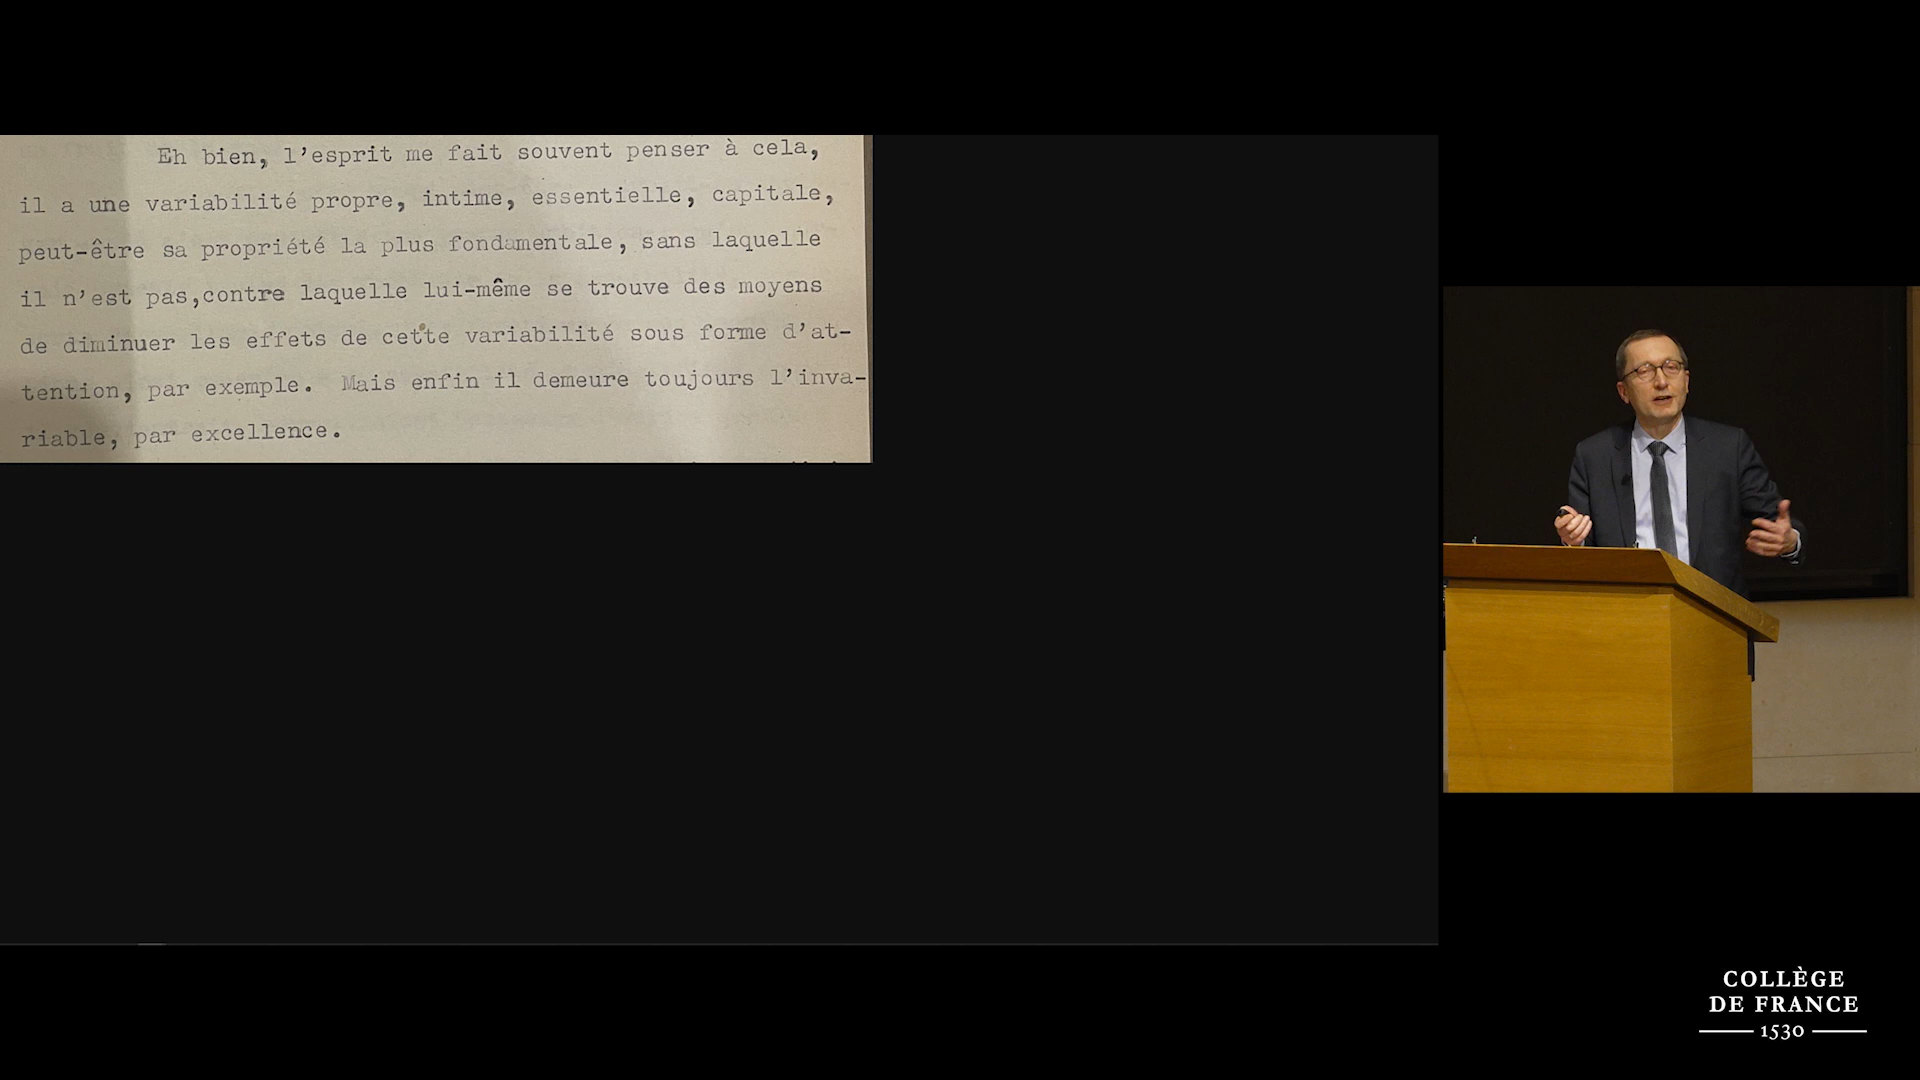 Eh bien, l'esprit me fait souvent penser à cela,
il a une variabilité propre, intime, essentielle, capitale,
peut-être sa propriété la plus fondamentale, sans laquelle
il n'est pas,contre laquelle lui-même se trouve des moyens
de diminuer les effets de cette variabilité sous forme d'at-
tention, par exemple. Mais enfin il demeure toujours l'inva-
riable, par excellence.
COLLÈGE
DE FRANCE
1530